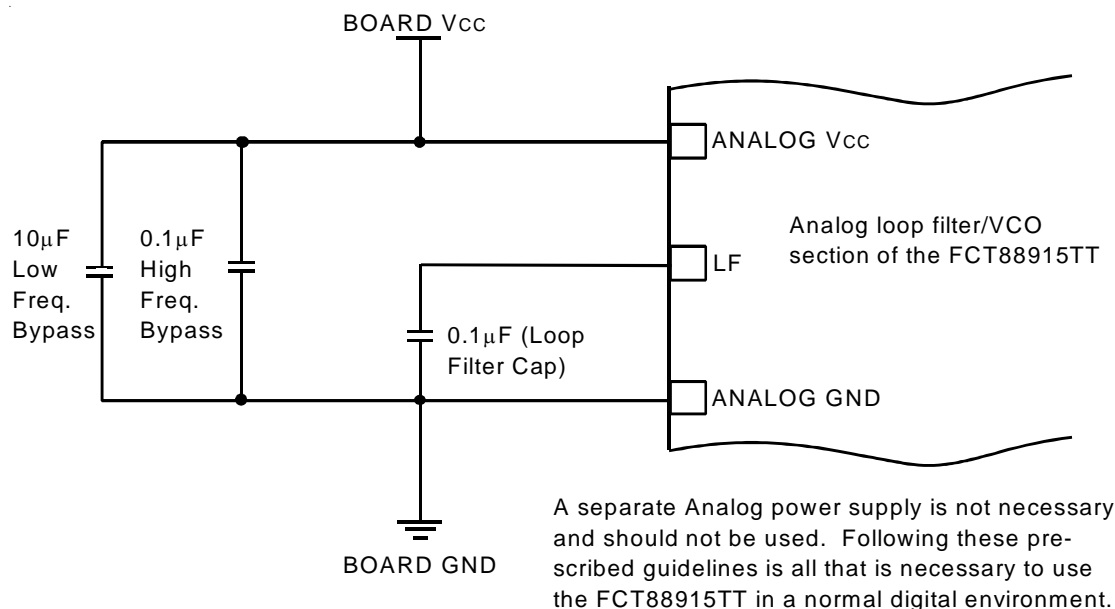 BOARD VCC
ANALOG VCC
10μF
Low
Freq.
Bypass
0.1μF
High
Freq.
Bypass
LF
Analog loop filter/VCO
section of the FCT88915TT
0.1μF (Loop
Filter Cap)
ANALOG GND
BOARD GND
A separate Analog power supply is not necessary
and should not be used. Following these pre-
scribed guidelines is all that is necessary to use
the FCT88915TT in a normal digital environment.